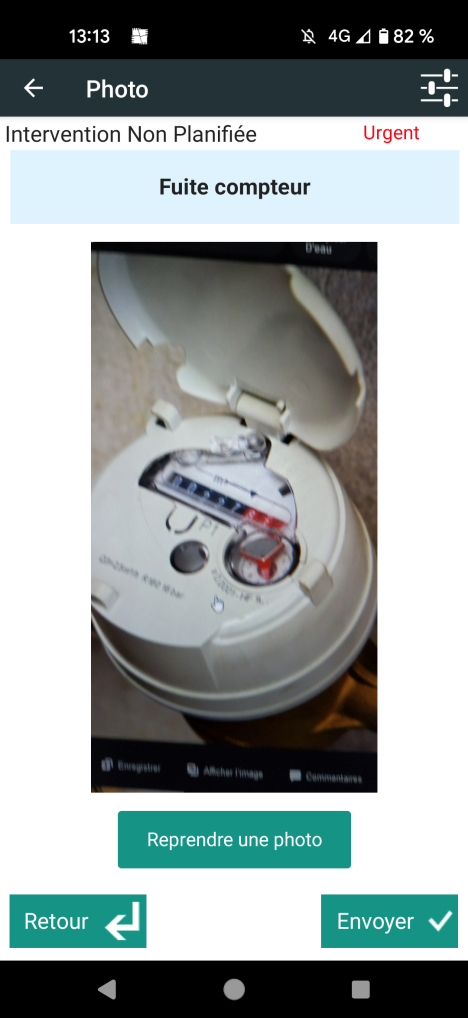 13:13
4G 82 %
Photo
Intervention Non Planifiée
Urgent
Fuite compteur
D'eau
m³
Enregistrer
Afficher l'image
Commentaires
Reprendre une photo
Retour
Envoyer